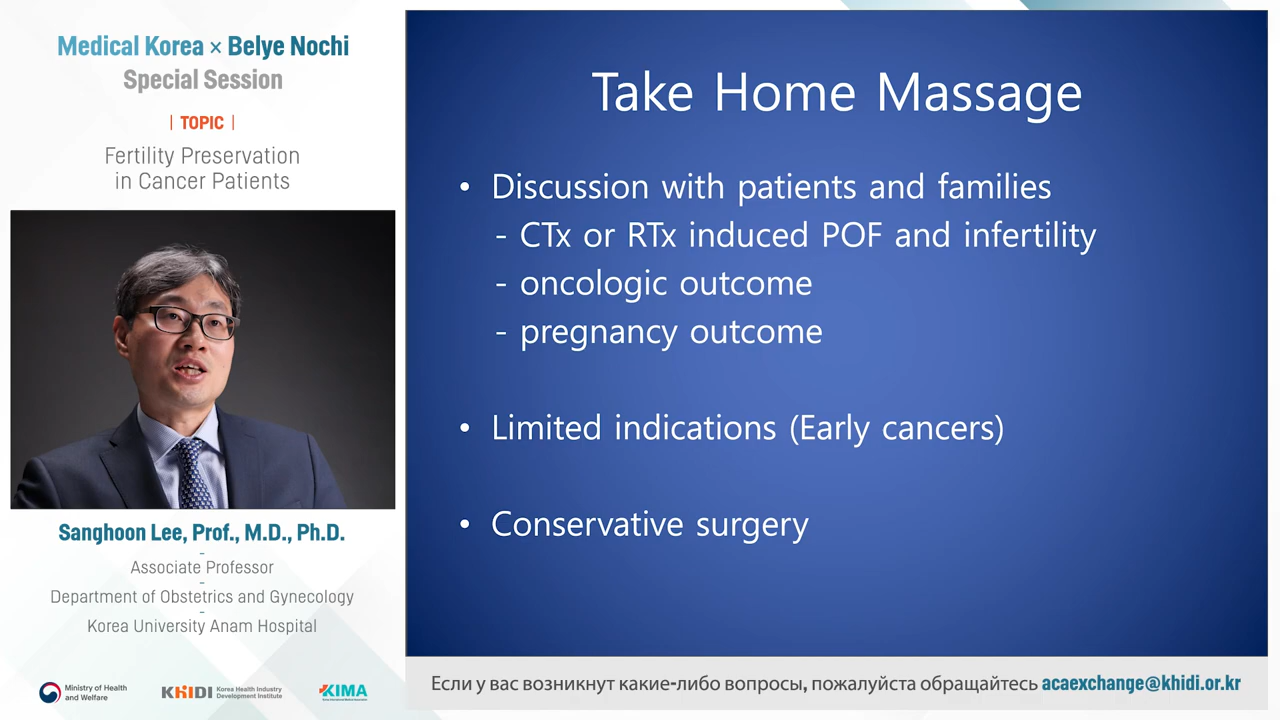 Medical Korea × Belye Nochi
Special Session
| TOPIC |
Fertility Preservation
in Cancer Patients
Sanghoon Lee, Prof., M.D., Ph.D.
-
Associate Professor
-
Department of Obstetrics and Gynecology
-
Korea University Anam Hospital
Ministry of Health
and Welfare
KHIDI
Korea Health Industry
Development Institute
KIMA
Take Home Massage
• Discussion with patients and families
- CTx or RTx induced POF and infertility
- oncologic outcome
- pregnancy outcome
• Limited indications (Early cancers)
• Conservative surgery
Если у вас возникнут какие-либо вопросы, пожалуйста обращайтесь acaexchange@khidi.or.kr